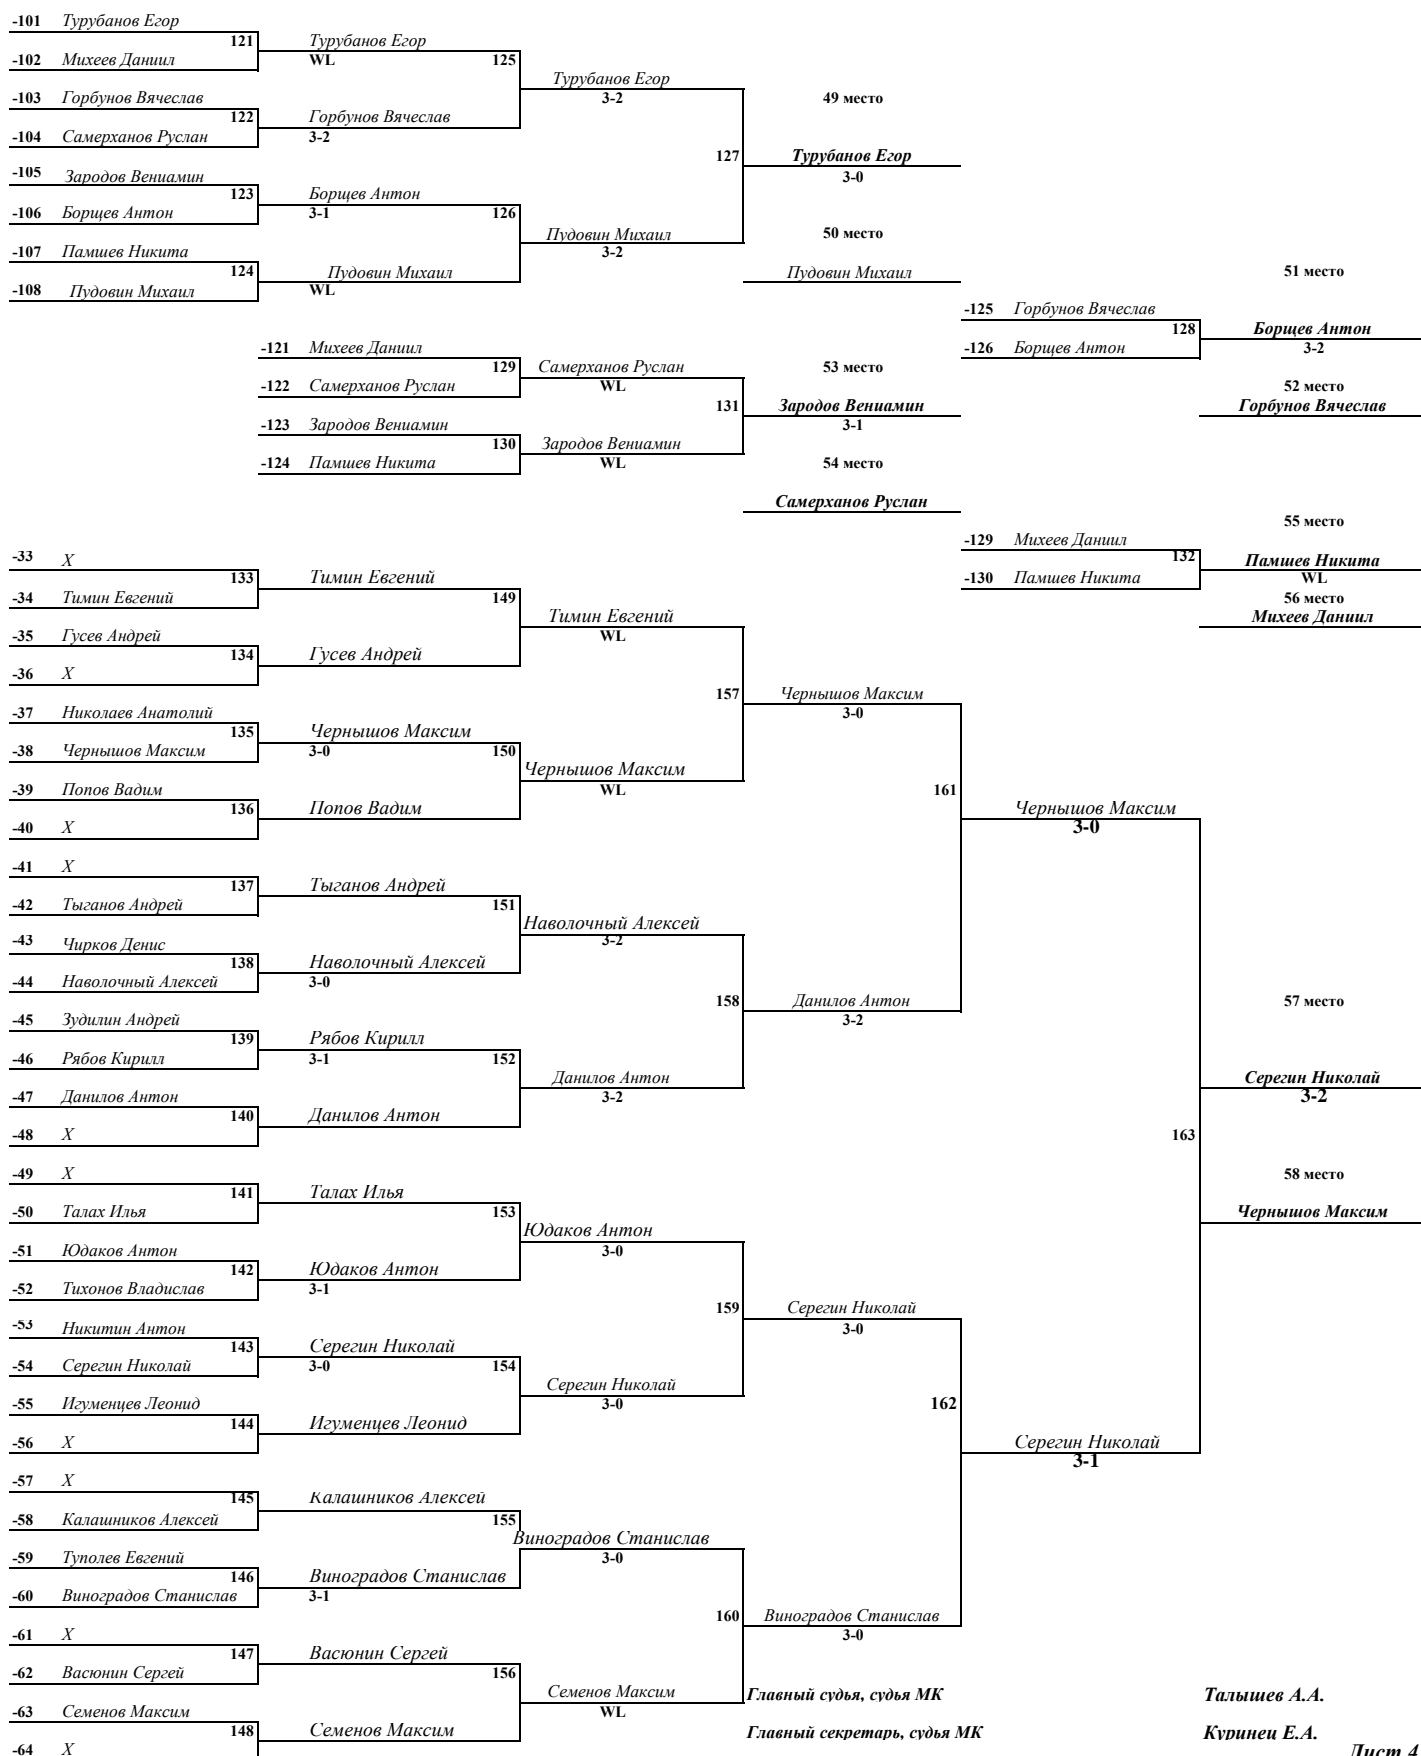 -101 Турубанов Егор
121 Турубанов Егор
-102 Михеев Даниил WL 125
Турубанов Егор
-103 Горбунов Вячеслав 3-2 49 место
122 Горбунов Вячеслав
-104 Самерханов Руслан 3-2
127 Турубанов Егор
-105 Зародов Вениамин 3-0
123 Борщев Антон
-106 Борщев Антон 3-1 126
Пудовин Михаил 50 место
-107 Памшев Никита 3-2
124 Пудовин Михаил Пудовин Михаил 51 место
-108 Пудовин Михаил WL
-125 Горбунов Вячеслав
128 Борщев Антон
-121 Михеев Даниил -126 Борщев Антон 3-2
129 Самерханов Руслан 53 место
-122 Самерханов Руслан WL 52 место
131 Зародов Вениамин Горбунов Вячеслав
-123 Зародов Вениамин 3-1
130 Зародов Вениамин
-124 Памшев Никита WL 54 место
Самерханов Руслан
55 место
-129 Михеев Даниил
-33 X 132 Памшев Никита
133 Тимин Евгений -130 Памшев Никита WL
-34 Тимин Евгений 149 56 место
Тимин Евгений Михеев Даниил
-35 Гусев Андрей WL
134 Гусев Андрей
-36 X
157 Чернышов Максим
-37 Николаев Анатолий 3-0
135 Чернышов Максим
-38 Чернышов Максим 3-0 150
Чернышов Максим
-39 Попов Вадим WL 161
136 Попов Вадим Чернышов Максим
-40 X 3-0
-41 X
137 Тыганов Андрей
-42 Тыганов Андрей 151
Наволочный Алексей
-43 Чирков Денис 3-2
138 Наволочный Алексей
-44 Наволочный Алексей 3-0
158 Данилов Антон 57 место
-45 Зудилин Андрей 3-2
139 Рябов Кирилл
-46 Рябов Кирилл 3-1 152
Данилов Антон Серегин Николай
-47 Данилов Антон 3-2 3-2
140 Данилов Антон
-48 X 163
-49 X 58 место
141 Талах Илья
-50 Талах Илья 153 Чернышов Максим
Юдаков Антон
-51 Юдаков Антон 3-0
142 Юдаков Антон
-52 Тихонов Владислав 3-1
159 Серегин Николай
-53 Никитин Антон 3-0
143 Серегин Николай
-54 Серегин Николай 3-0 154
Серегин Николай
-55 Игуменцев Леонид 3-0 162
144 Игуменцев Леонид
-56 X Серегин Николай
3-1
-57 X
145 Калашников Алексей
-58 Калашников Алексей 155
Виноградов Станислав
-59 Туполев Евгений 3-0
146 Виноградов Станислав
-60 Виноградов Станислав 3-1
160 Виноградов Станислав
-61 X 3-0
147 Васюнин Сергей
-62 Васюнин Сергей 156
Семенов Максим Главный судья, судья МК Талышев А.А.
-63 Семенов Максим WL
148 Семенов Максим Главный секретарь, судья МК Куринец Е.А.
-64 X Лист 4